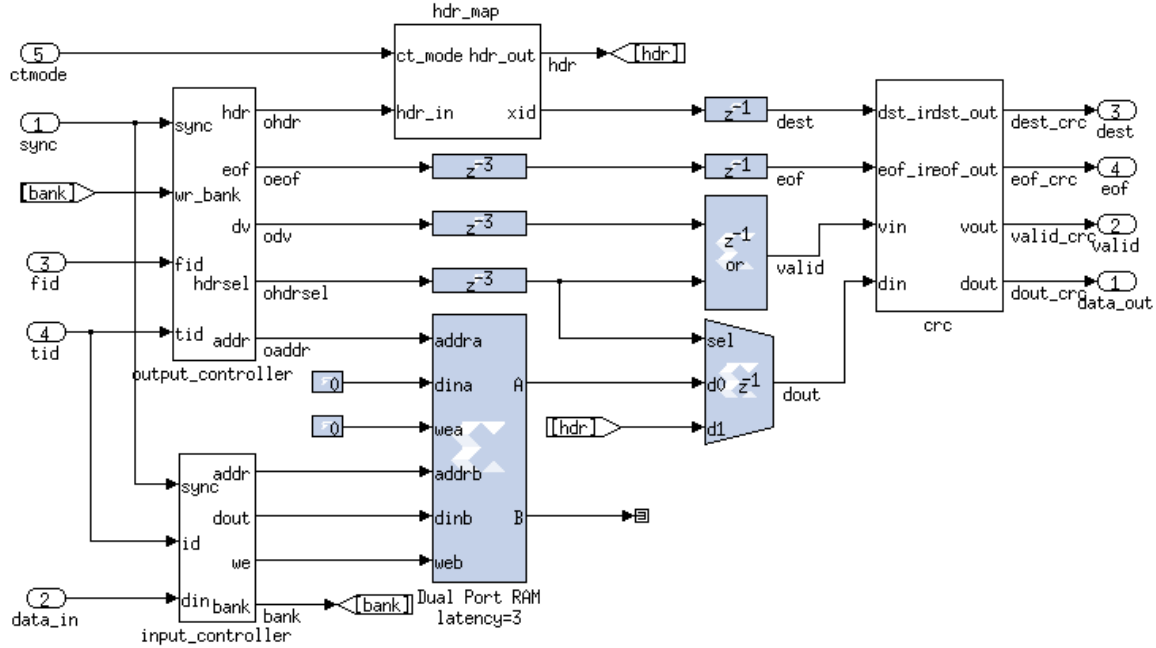 hdr_map
5
ctmode
ct_mode hdr_out
hdr
[hdr]
hdr_in xid
1
sync
sync hdr
ohdr
z-1
dest
dst_in dst_out
dest_crc
3
dest
[bank]
wr_bank
eof
oeof
z-3
z-1
eof
eof_in eof_out
eof_crc
4
eof
dv
odv
z-3
z-1
or
valid
vin vout
valid_crc
2
valid
3
fid
fid
hdrsel
ohdrsel
z-3
din dout
dout_crc
1
data_out
crc
4
tid
tid addr
oaddr
output_controller
addra
sel
0
dina A
d0 z-1
dout
0
wea
[hdr]
d1
addr
addrb
sync
dout
dinb B
id
we
web
2
data_in
din bank
bank
[bank]
input_controller
Dual Port RAM
latency=3